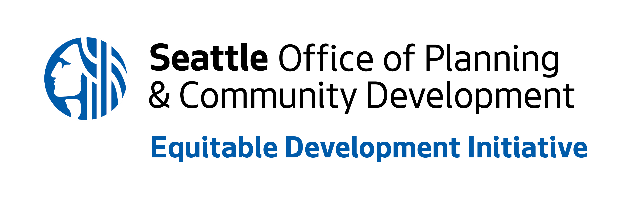 Seattle Office of Planning
& Community Development
Equitable Development Initiative